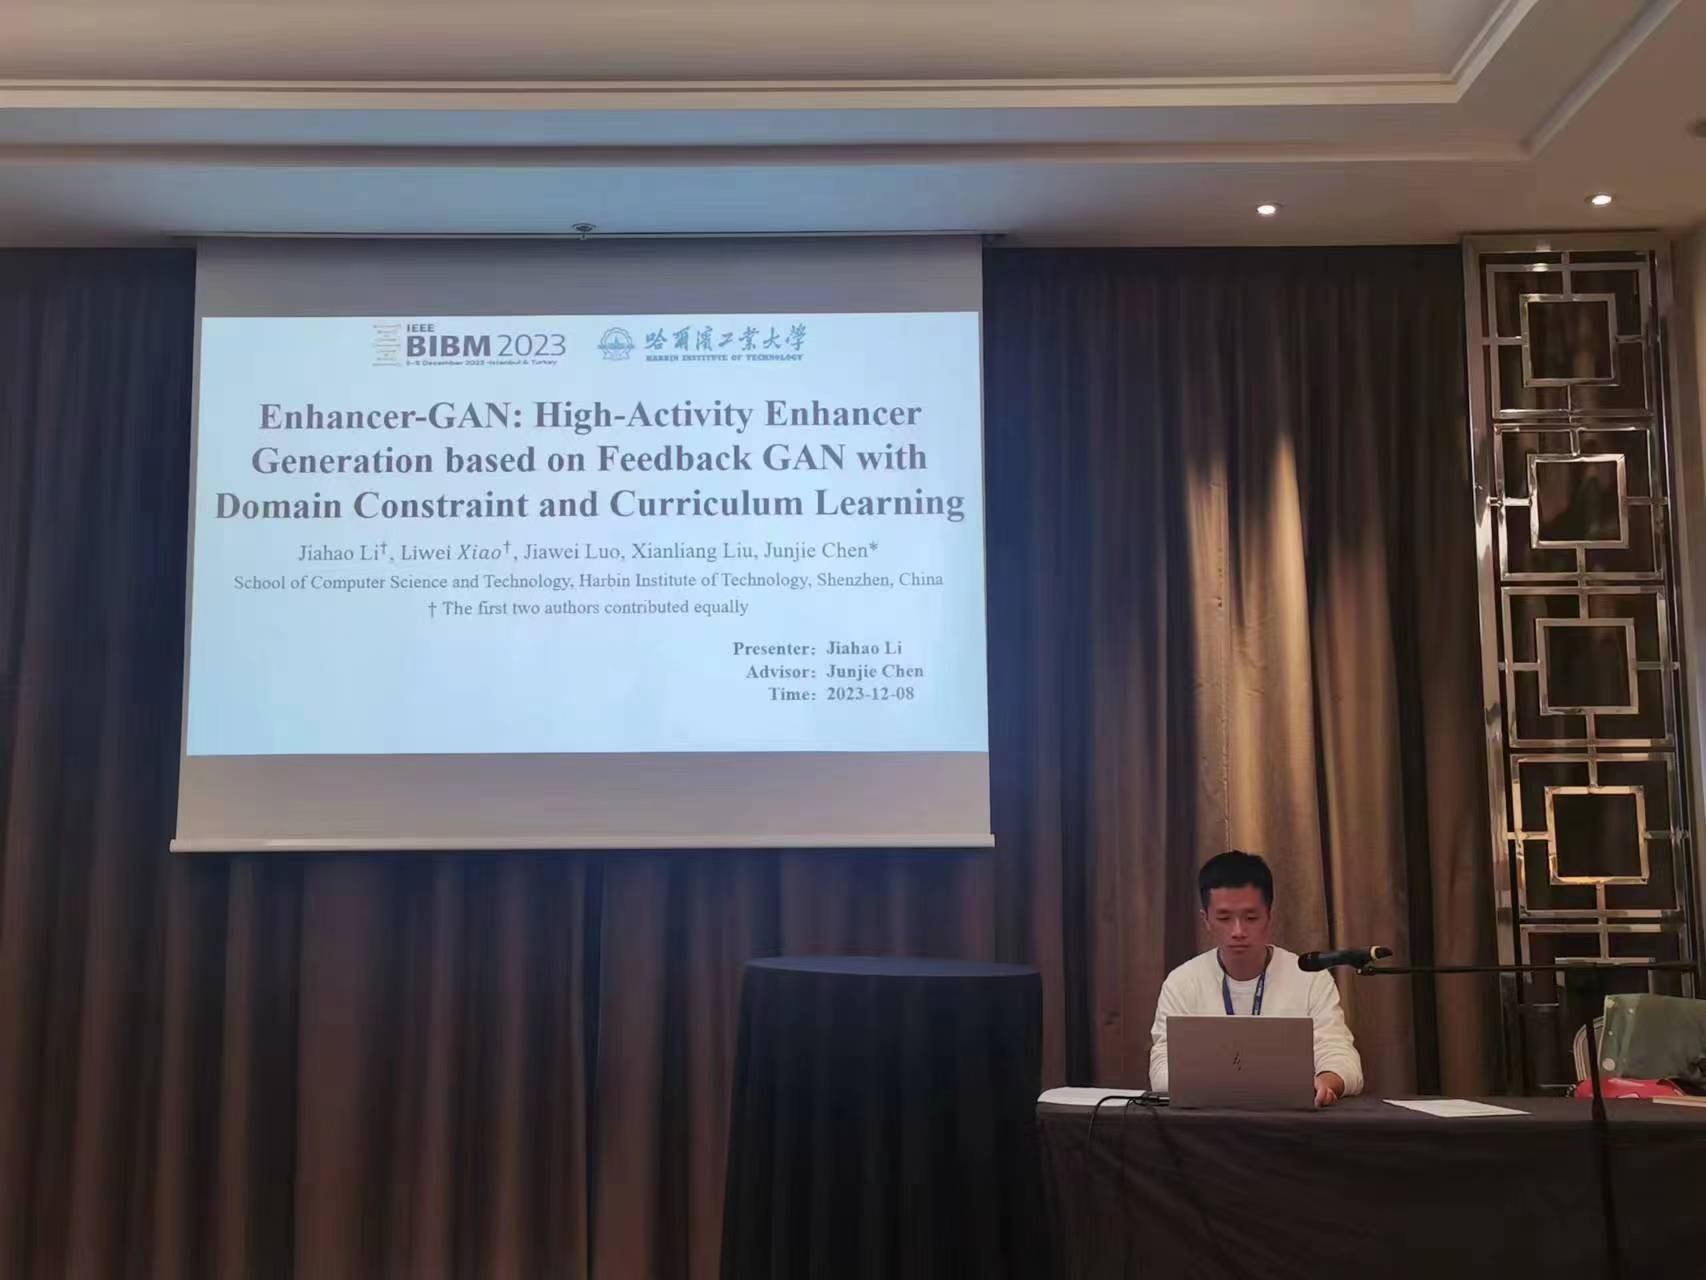 IEEE
BIBM 2023
5-8 December 2023 -Istanbul & Turkey
哈爾濱工業大學
HARBIN INSTITUTE OF TECHNOLOGY
Enhancer-GAN: High-Activity Enhancer
Generation based on Feedback GAN with
Domain Constraint and Curriculum Learning
Jiahao Li†, Liwei Xiao†, Jiawei Luo, Xianliang Liu, Junjie Chen*
School of Computer Science and Technology, Harbin Institute of Technology, Shenzhen, China
† The first two authors contributed equally
Presenter: Jiahao Li
Advisor: Junjie Chen
Time: 2023-12-08